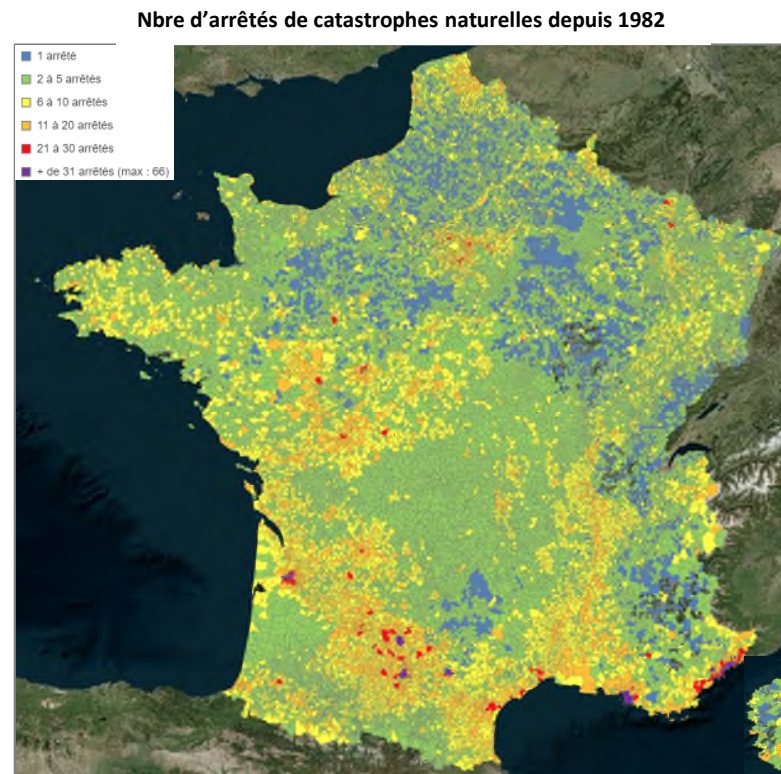 Nbre d’arrêtés de catastrophes naturelles depuis 1982
1 arrêté
2 à 5 arrêtés
6 à 10 arrêtés
11 à 20 arrêtés
21 à 30 arrêtés
+ de 31 arrêtés (max : 66)